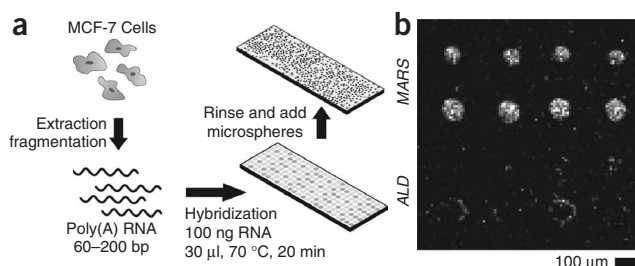 a
MCF-7 Cells
Extraction
fragmentation
Poly(A) RNA
60–200 bp
Hybridization
100 ng RNA
30 µl, 70 °C, 20 min
Rinse and add
microspheres
b
MARS
ALD
100 µm